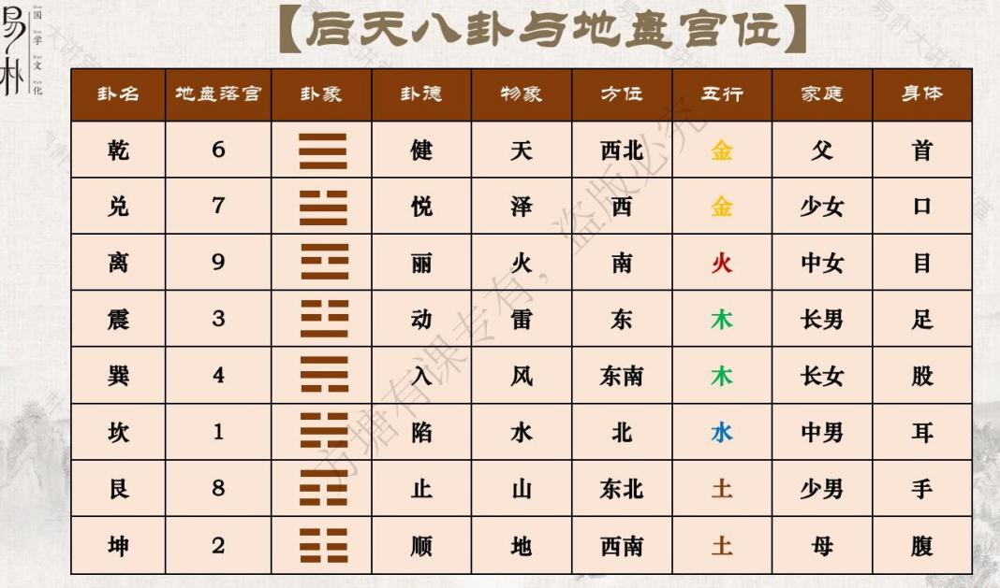 易朴
国学文化
【后天八卦与地盘宫位】
卦名 地盘落宫 卦象 卦德 物象 方位 五行 家庭 身体
乾 6 健 天 西北 金 父 首
兑 7 悦 泽 西 金 少女 口
离 9 丽 火 南 火 中女 目
震 3 动 雷 东 木 长男 足
巽 4 入 风 东南 木 长女 股
坎 1 陷 水 北 水 中男 耳
艮 8 止 山 东北 土 少男 手
坤 2 顺 地 西南 土 母 腹
方塘有课专有，盗版必究
易朴大讲堂